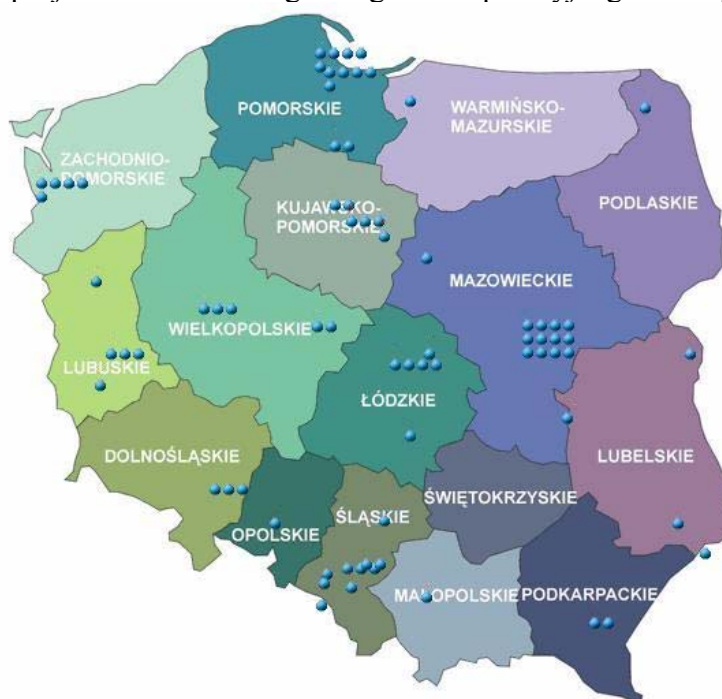 POMORSKIE
WARMIŃSKO-
MAZURSKIE
ZACHODNIO-
POMORSKIE
KUJAWSKO-
POMORSKIE
PODLASKIE
MAZOWIECKIE
WIELKOPOLSKIE
LUBUSKIE
ŁÓDZKIE
DOLNOŚLĄSKIE
LUBELSKIE
ŚWIĘTOKRZYSKIE
OPOLSKIE
ŚLĄSKIE
MAŁOPOLSKIE
PODKARPACKIE